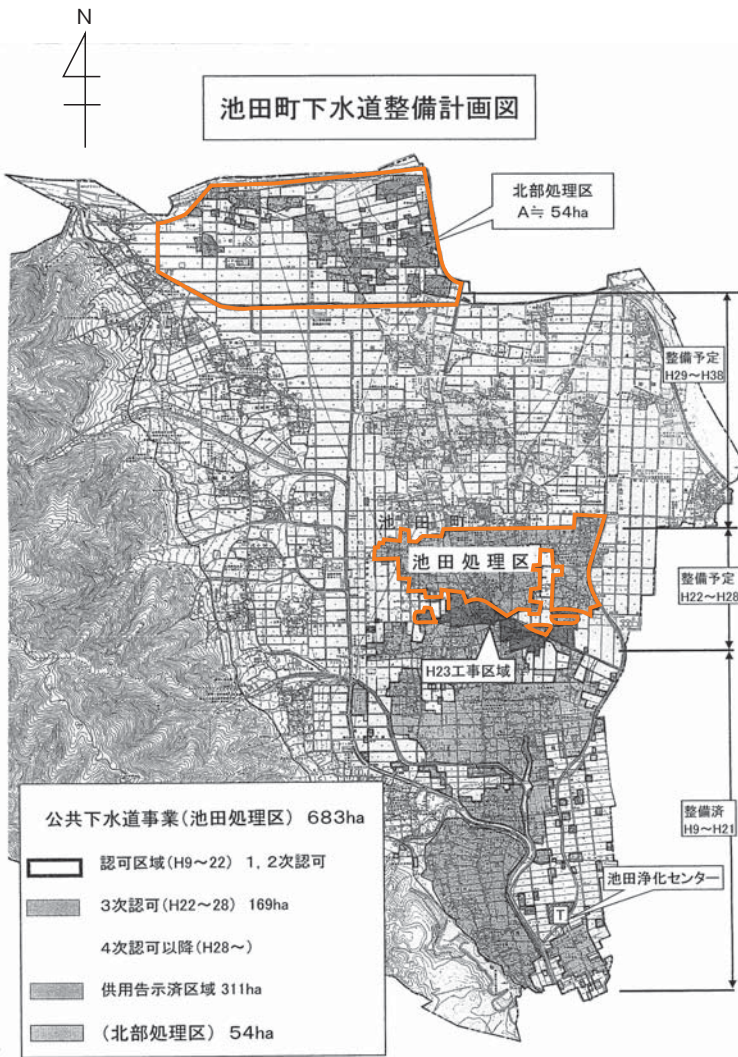 N
池田町下水道整備計画図
北部処理区
A≒ 54ha
整備予定
H29～H38
池田町
池田処理区
整備予定
H22～H28
H23工事区域
整備済
H9～H21
池田浄化センター
T
公共下水道事業(池田処理区) 683ha
認可区域(H9～22) 1, 2次認可
3次認可(H22～28) 169ha
4次認可以降(H28～)
供用告示済区域 311ha
(北部処理区) 54ha